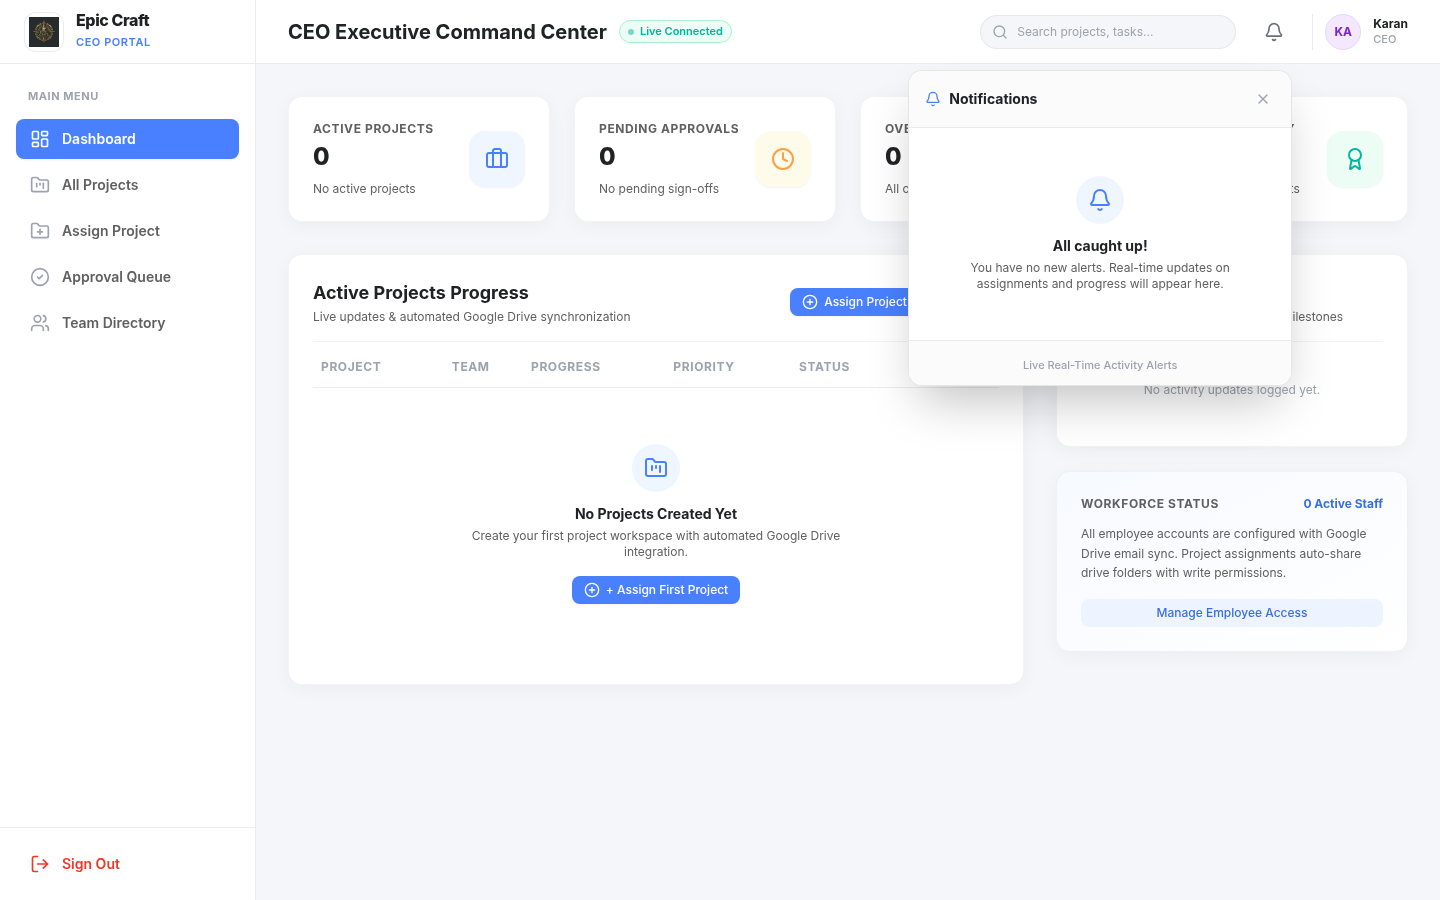 Epic Craft
CEO PORTAL
MAIN MENU
Dashboard
All Projects
Assign Project
Approval Queue
Team Directory
Sign Out
CEO Executive Command Center
Live Connected
Search projects, tasks...
KA
Karan
CEO
ACTIVE PROJECTS
0
No active projects
PENDING APPROVALS
0
No pending sign-offs
0
Notifications
All caught up!
You have no new alerts. Real-time updates on
assignments and progress will appear here.
Live Real-Time Activity Alerts
Active Projects Progress
Live updates & automated Google Drive synchronization
Assign Project
PROJECT TEAM PROGRESS PRIORITY STATUS
No Projects Created Yet
Create your first project workspace with automated Google Drive
integration.
+ Assign First Project
No activity updates logged yet.
WORKFORCE STATUS
0 Active Staff
All employee accounts are configured with Google
Drive email sync. Project assignments auto-share
drive folders with write permissions.
Manage Employee Access